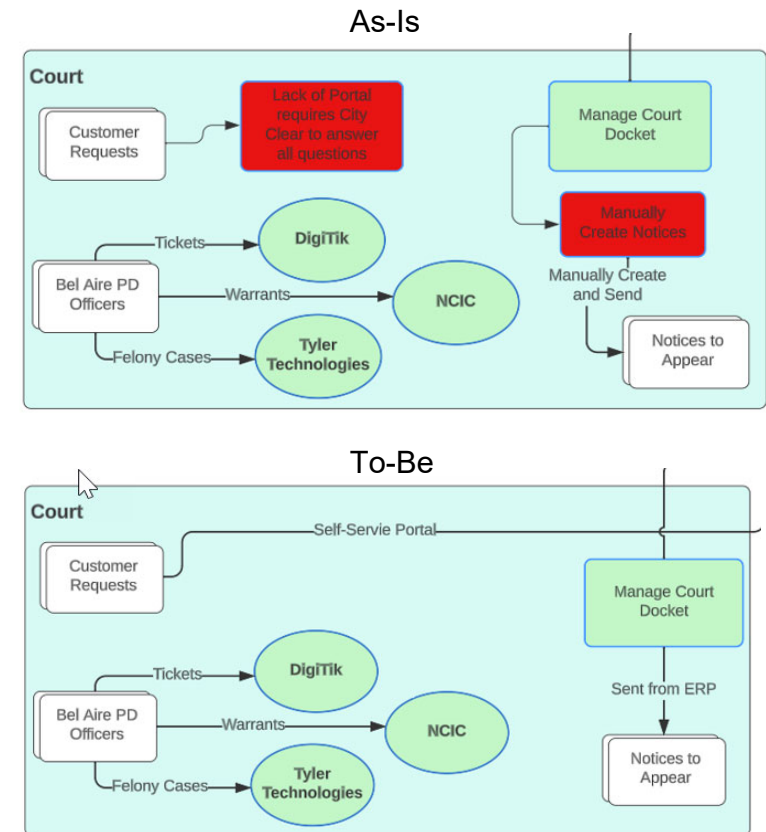 As-Is
Court
Customer
Requests
Lack of Portal
requires City
Clear to answer
all questions
Manage Court
Docket
Manually
Create Notices
Manually Create
and Send
Notices to
Appear
Bel Aire PD
Officers
Tickets
DigiTik
Warrants
NCIC
Felony Cases
Tyler
Technologies
To-Be
Court
Self-Servie Portal
Customer
Requests
Manage Court
Docket
Sent from ERP
Notices to
Appear
Bel Aire PD
Officers
Tickets
DigiTik
Warrants
NCIC
Felony Cases
Tyler
Technologies